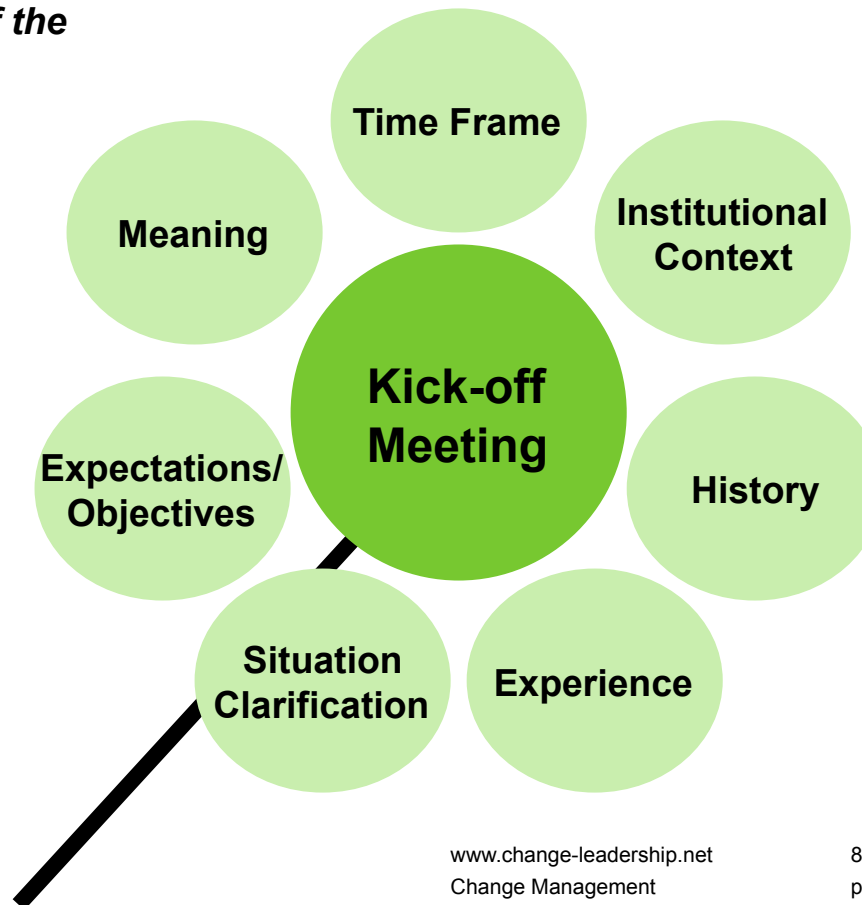 f the
Time Frame
Meaning
Institutional
Context
Kick-off
Meeting
Expectations/
Objectives
History
Situation
Clarification
Experience
www.change-leadership.net 8
Change Management p